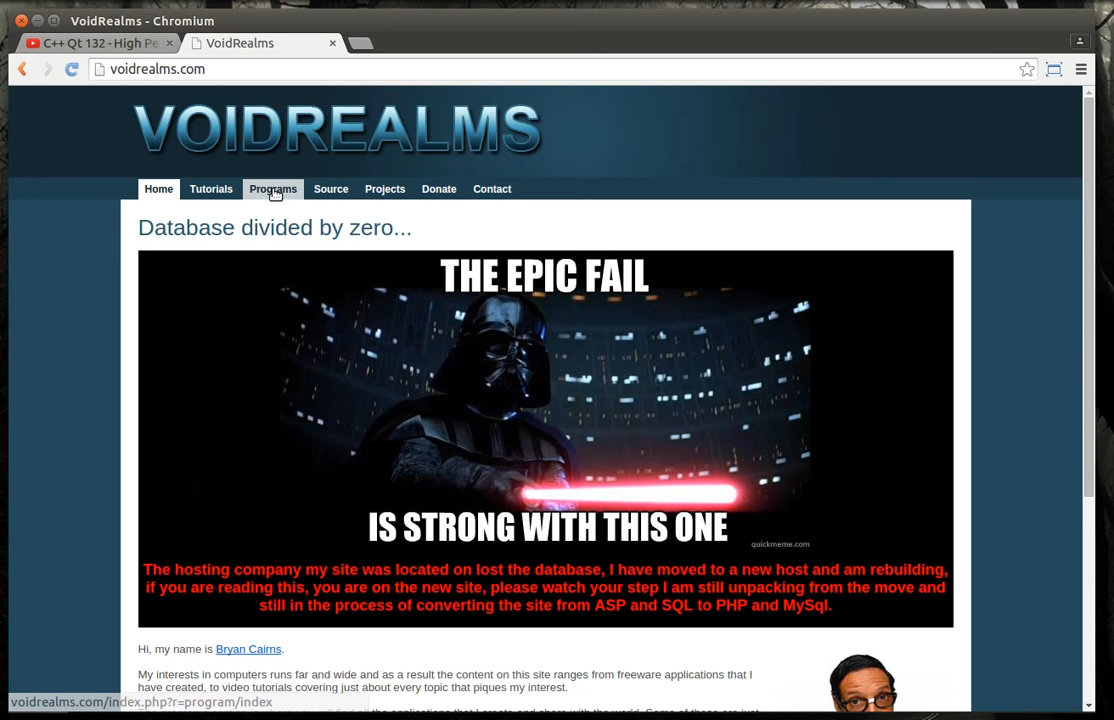 VoidRealms - Chromium
C++ Qt 132 - High Pe
VoidRealms
voidrealms.com
VOIDREALMS
Home Tutorials Programs Source Projects Donate Contact
Database divided by zero...
THE EPIC FAIL
IS STRONG WITH THIS ONE
quickmeme.com
The hosting company my site was located on lost the database, I have moved to a new host and am rebuilding,
if you are reading this, you are on the new site, please watch your step I am still unpacking from the move and
still in the process of converting the site from ASP and SQL to PHP and MySql.
Hi, my name is Bryan Cairns.
My interests in computers runs far and wide and as a result the content on this site ranges from freeware applications that I
have created, to video tutorials covering just about every topic that piques my interest.
voidrealms.com/index.php?r=program/index